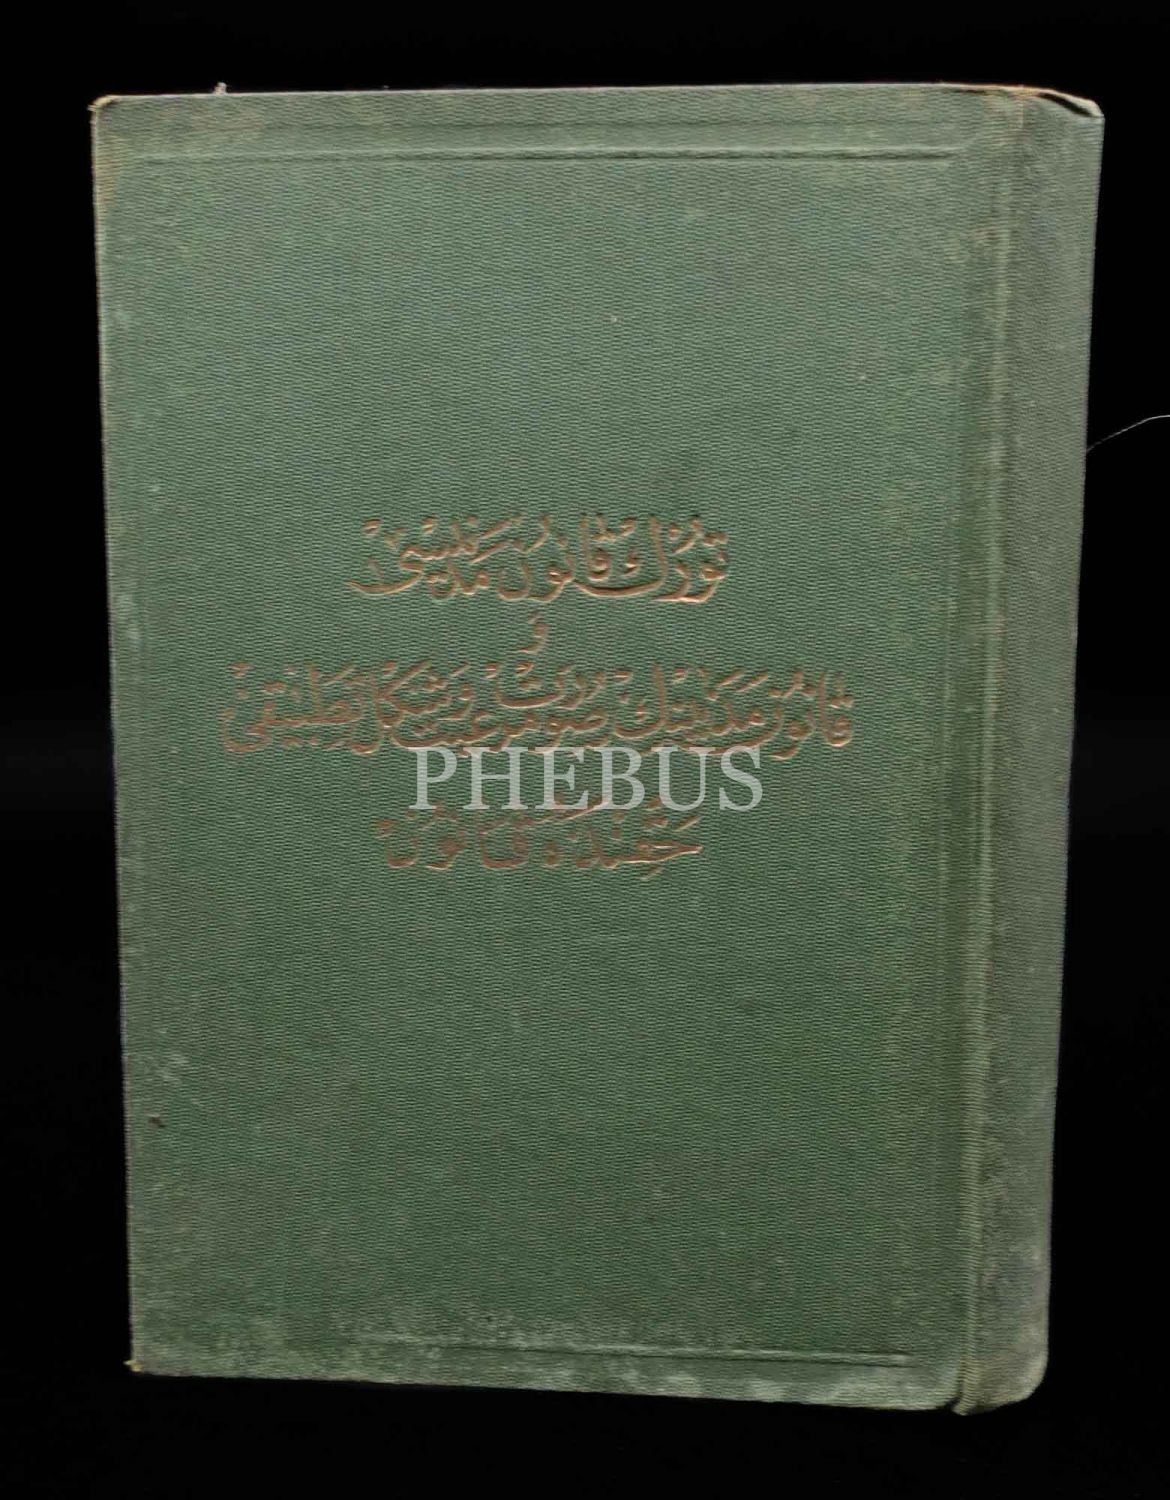 تورك قانون مدنیسی
و
قانون مدنینك صورت مرعیت و شكل تطبیقی
PHEBUS
حقنده قانون